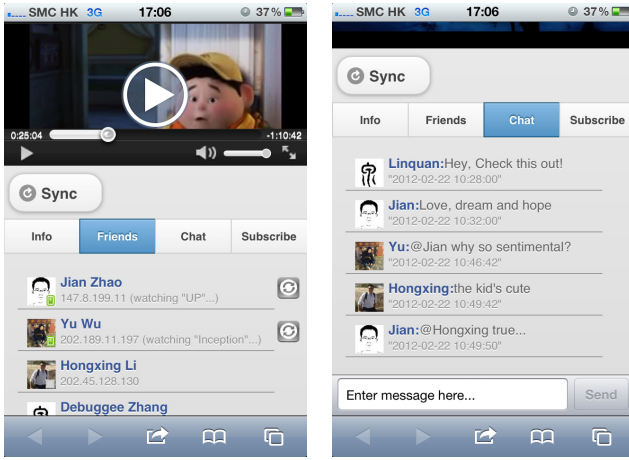 SMC HK 3G 17:06 37%
0:25:04 -1:10:42
Sync
Info Friends Chat Subscribe
Jian Zhao
147.8.199.11 (watching "UP"...)
Yu Wu
202.189.11.197 (watching "Inception"...)
Hongxing Li
202.45.128.130
Debuggee Zhang
SMC HK 3G 17:06 37%
Sync
Info Friends Chat Subscribe
Linquan:Hey, Check this out!
"2012-02-22 10:28:00"
Jian:Love, dream and hope
"2012-02-22 10:32:00"
Yu:@Jian why so sentimental?
"2012-02-22 10:46:42"
Hongxing:the kid's cute
"2012-02-22 10:49:42"
Jian:@Hongxing true...
"2012-02-22 10:49:50"
Enter message here... Send